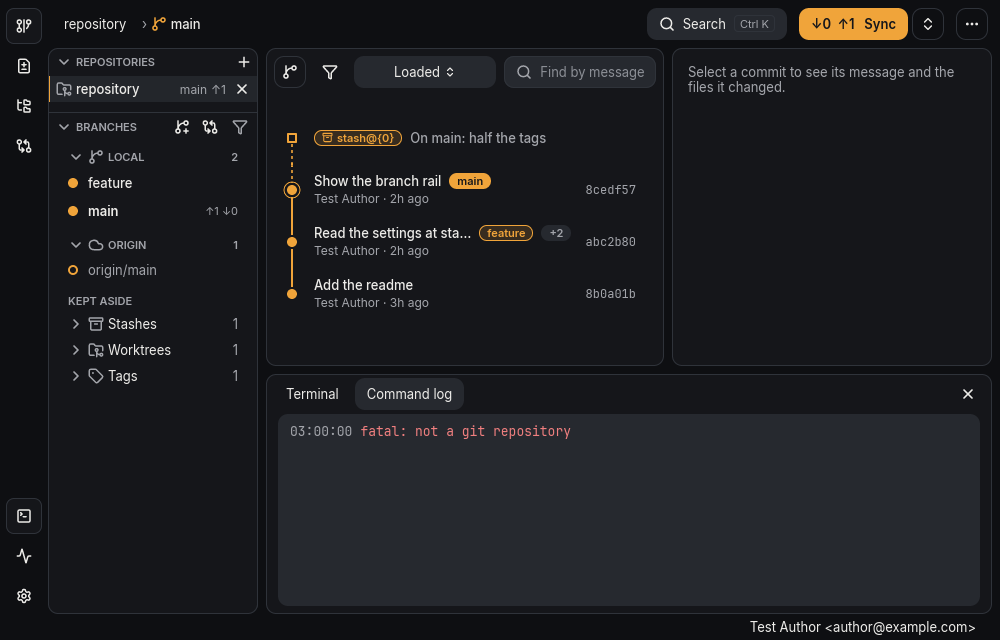 repository › main
Search Ctrl K
↓0 ↑1 Sync
REPOSITORIES
repository main ↑1
BRANCHES
LOCAL 2
feature
main ↑1 ↓0
ORIGIN 1
origin/main
KEPT ASIDE
Stashes 1
Worktrees 1
Tags 1
Loaded
Find by message
stash@{0} On main: half the tags
Show the branch rail main
Test Author · 2h ago
8cedf57
Read the settings at sta... feature +2
Test Author · 2h ago
abc2b80
Add the readme
Test Author · 3h ago
8b0a01b
Select a commit to see its message and the
files it changed.
Terminal Command log
03:00:00 fatal: not a git repository
Test Author <author@example.com>